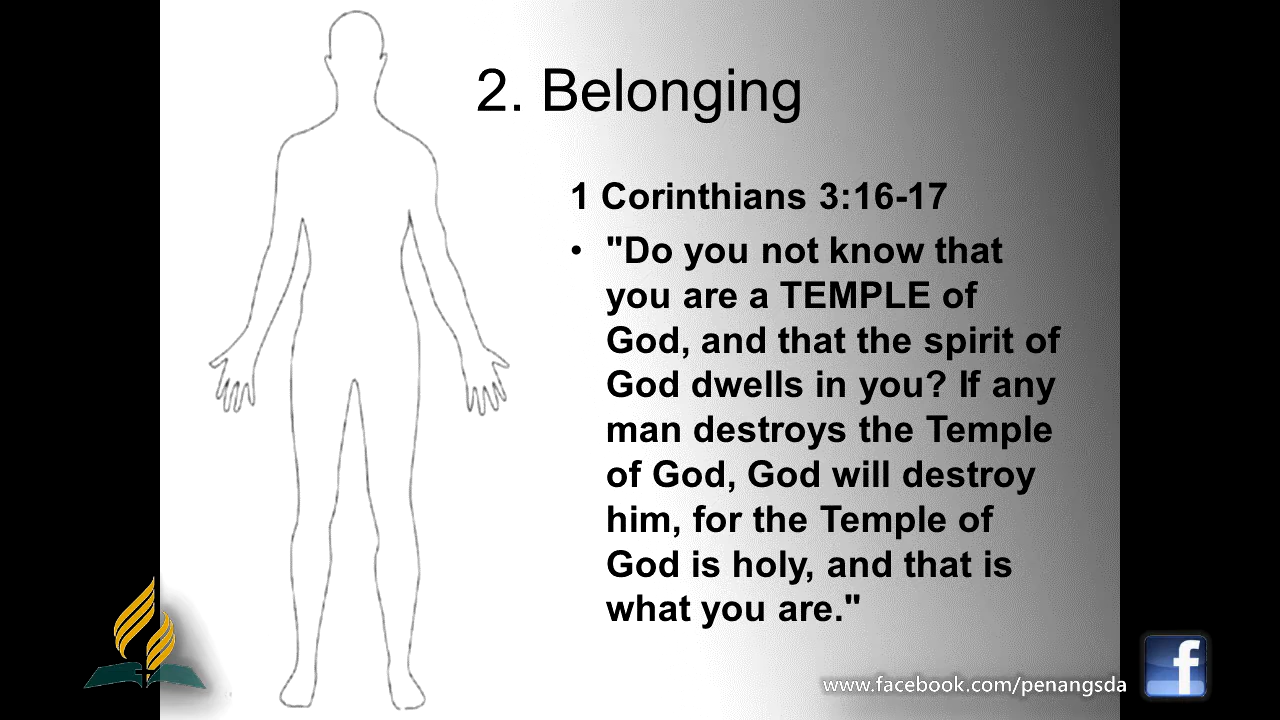 2. Belonging
1 Corinthians 3:16-17
• "Do you not know that
you are a TEMPLE of
God, and that the spirit of
God dwells in you? If any
man destroys the Temple
of God, God will destroy
him, for the Temple of
God is holy, and that is
what you are."
www.facebook.com/penangsda
f